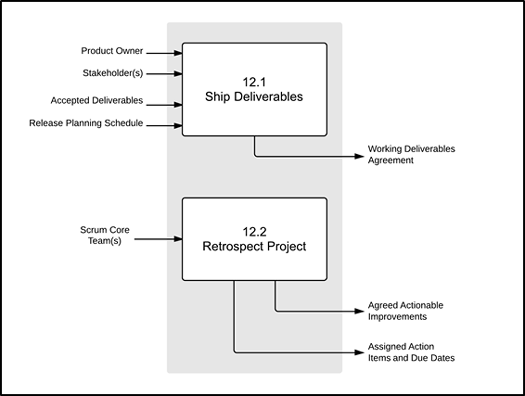 Product Owner
Stakeholder(s)
Accepted Deliverables
Release Planning Schedule
12.1
Ship Deliverables
Working Deliverables
Agreement
Scrum Core
Team(s)
12.2
Retrospect Project
Agreed Actionable
Improvements
Assigned Action
Items and Due Dates